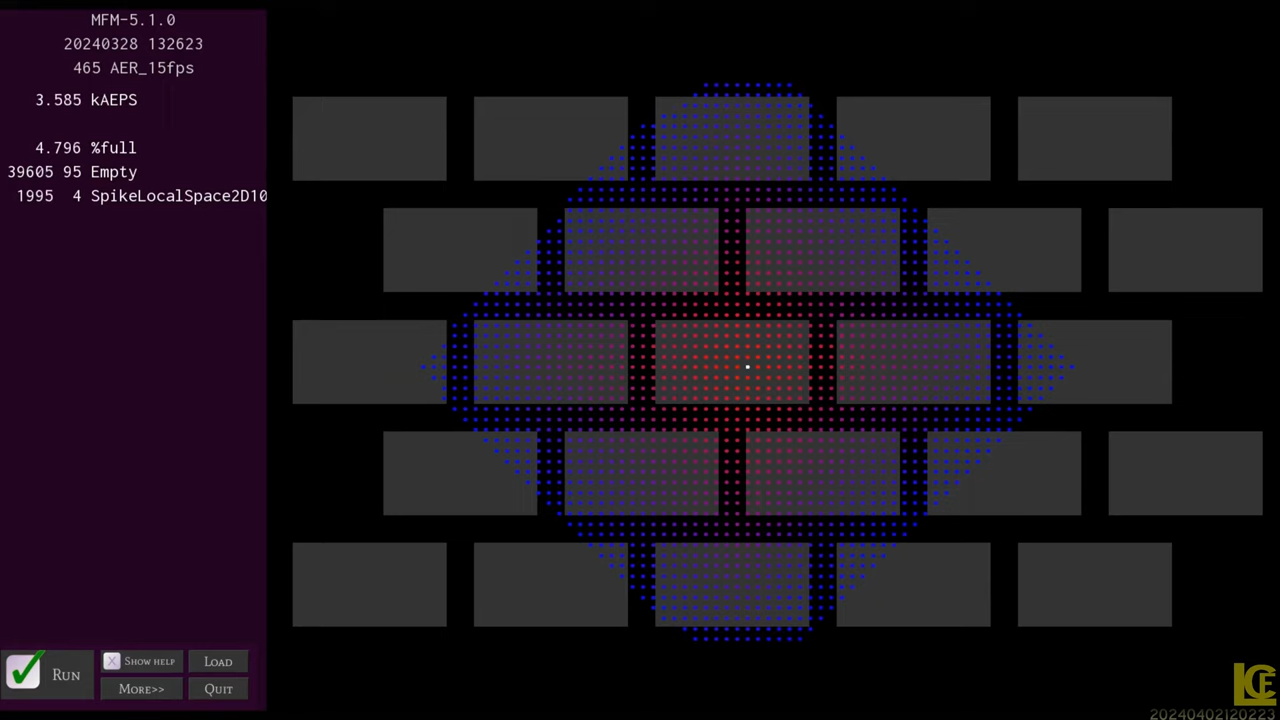 MFM-5.1.0
20240328 132623
465 AER_15fps
3.585 kAEPS
4.796 %full
39605 95 Empty
1995 4 SpikeLocalSpace2D10
RUN
SHOW HELP
LOAD
MORE>>
QUIT
20240402120223